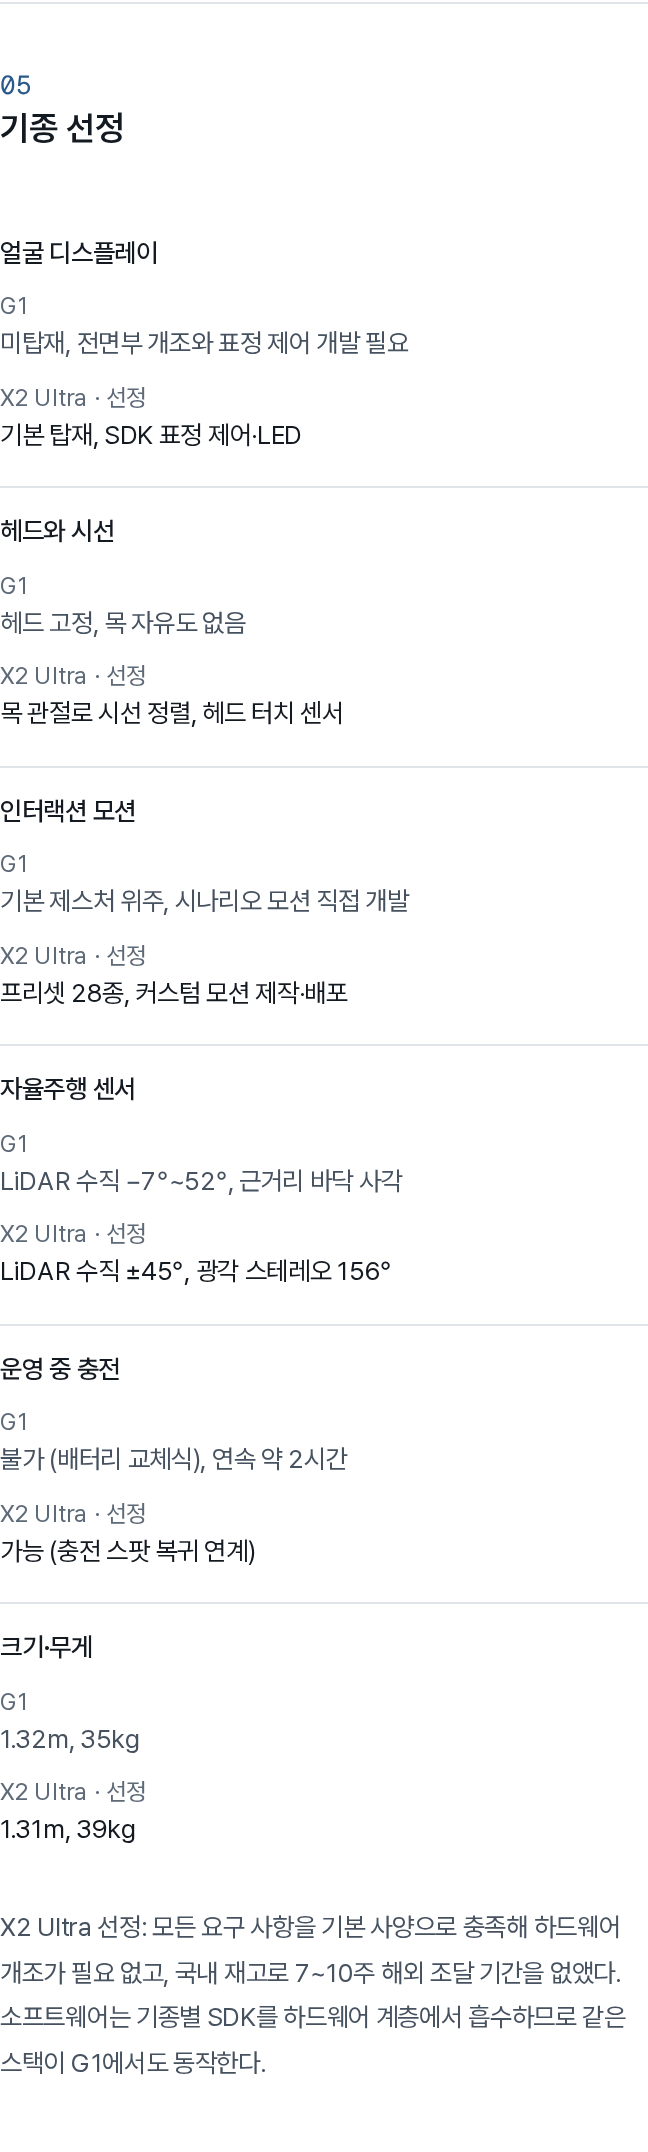 05
기종 선정
얼굴 디스플레이
G1
미탑재, 전면부 개조와 표정 제어 개발 필요
X2 Ultra · 선정
기본 탑재, SDK 표정 제어·LED
헤드와 시선
G1
헤드 고정, 목 자유도 없음
X2 Ultra · 선정
목 관절로 시선 정렬, 헤드 터치 센서
인터랙션 모션
G1
기본 제스처 위주, 시나리오 모션 직접 개발
X2 Ultra · 선정
프리셋 28종, 커스텀 모션 제작·배포
자율주행 센서
G1
LiDAR 수직 −7°~52°, 근거리 바닥 사각
X2 Ultra · 선정
LiDAR 수직 ±45°, 광각 스테레오 156°
운영 중 충전
G1
불가 (배터리 교체식), 연속 약 2시간
X2 Ultra · 선정
가능 (충전 스팟 복귀 연계)
크기·무게
G1
1.32m, 35kg
X2 Ultra · 선정
1.31m, 39kg
X2 Ultra 선정: 모든 요구 사항을 기본 사양으로 충족해 하드웨어
개조가 필요 없고, 국내 재고로 7~10주 해외 조달 기간을 없앴다.
소프트웨어는 기종별 SDK를 하드웨어 계층에서 흡수하므로 같은
스택이 G1에서도 동작한다.